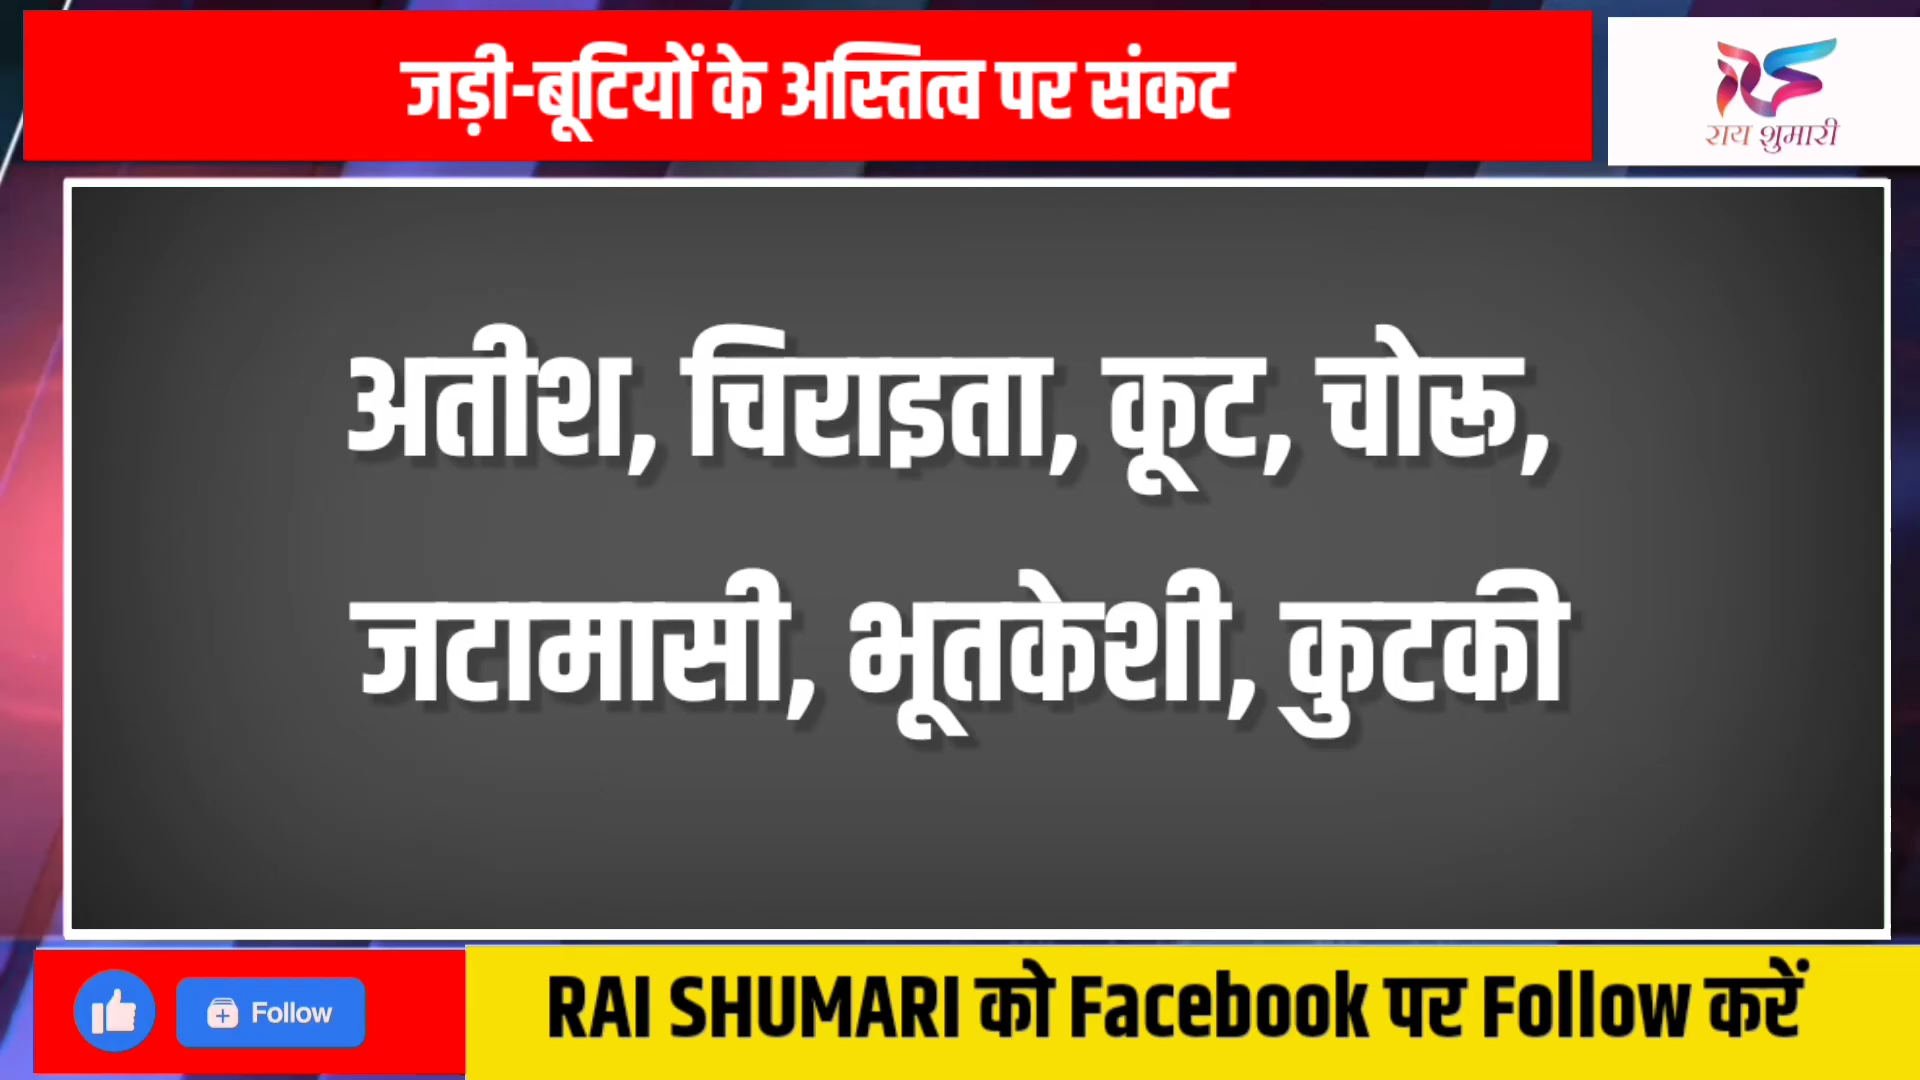 जड़ी-बूटियों के अस्तित्व पर संकट
राय शुमारी
अतीश, चिराइता, कूट, चोरू,
जटामासी, भूतकेशी, कुटकी
Follow
RAI SHUMARI को Facebook पर Follow करें